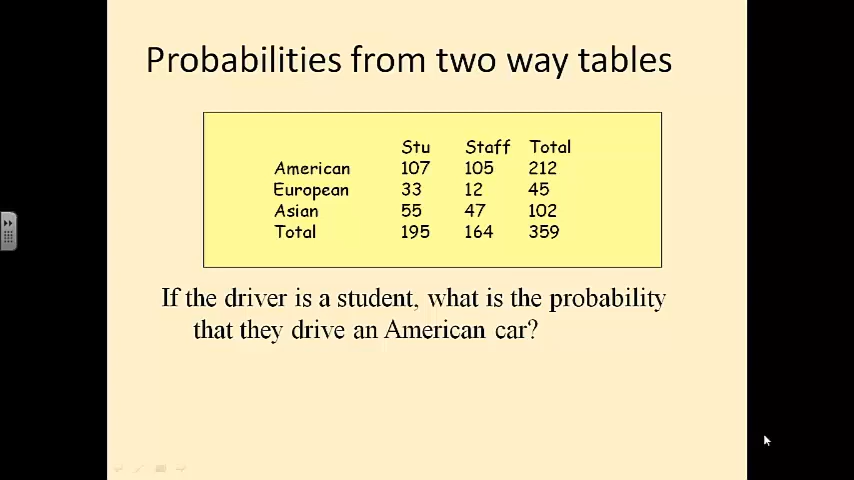 Probabilities from two way tables
Stu Staff Total
American 107 105 212
European 33 12 45
Asian 55 47 102
Total 195 164 359
If the driver is a student, what is the probability
that they drive an American car?